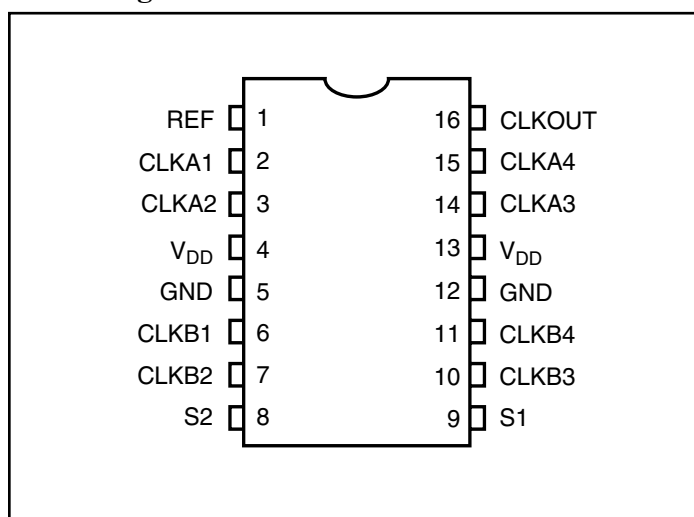 REF 1 16 CLKOUT
CLKA1 2 15 CLKA4
CLKA2 3 14 CLKA3
VDD 4 13 VDD
GND 5 12 GND
CLKB1 6 11 CLKB4
CLKB2 7 10 CLKB3
S2 8 9 S1